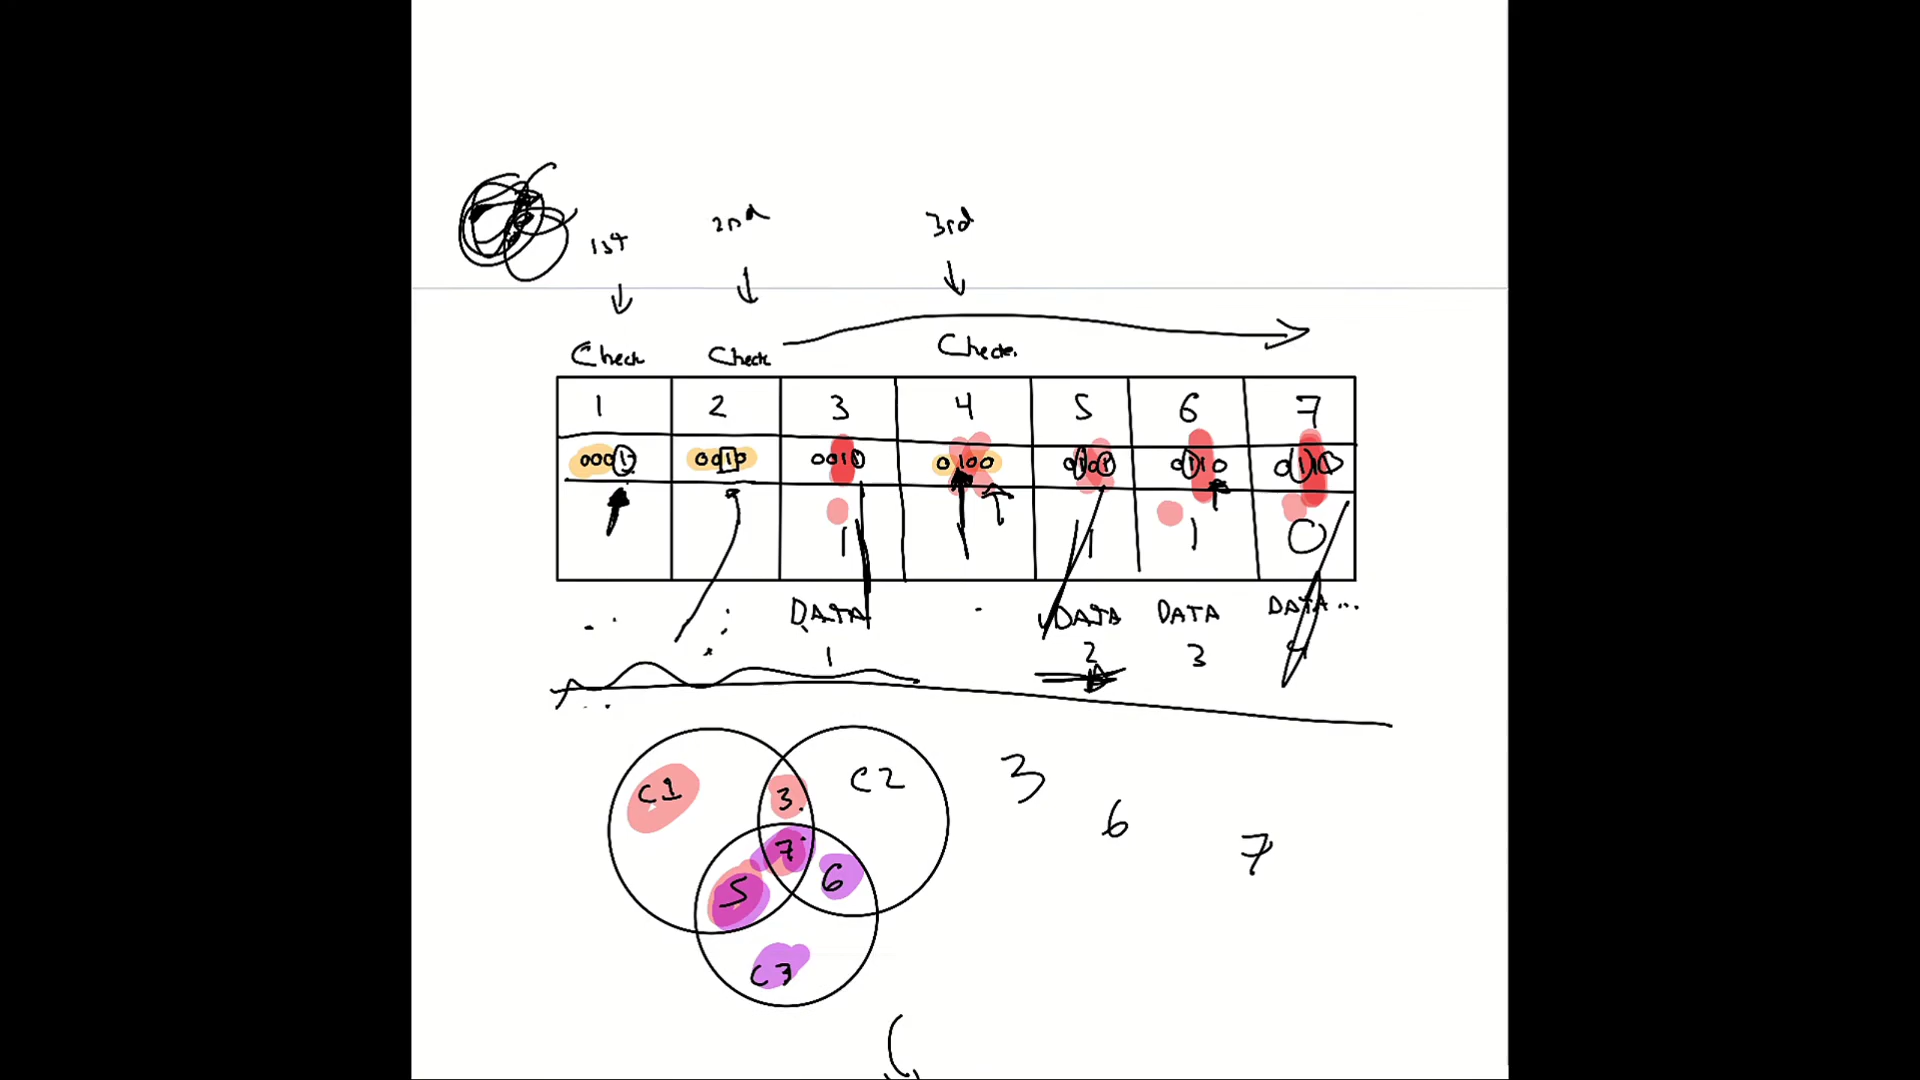 1st 2nd 3rd
Check Check Check.
1 2 3 4 5 6 7
0001 0010 0011 0100 0101 0110 0111
1 1 1 0
DATA DATA DATA DATA...
1 2 3 4
C1 3. C2 3
7 6 7
5 6
C3